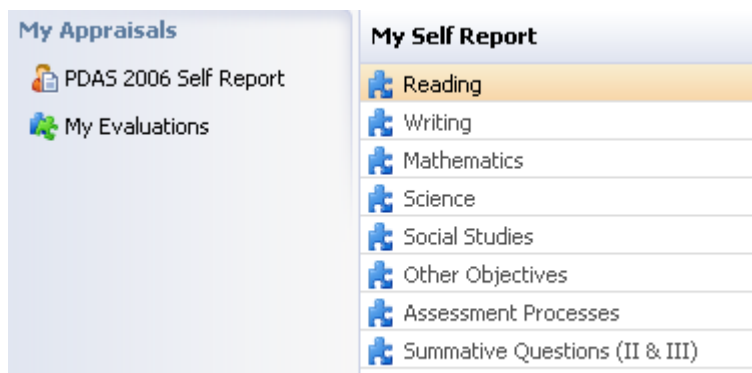 My Appraisals
PDAS 2006 Self Report
My Evaluations
My Self Report
Reading
Writing
Mathematics
Science
Social Studies
Other Objectives
Assessment Processes
Summative Questions (II & III)